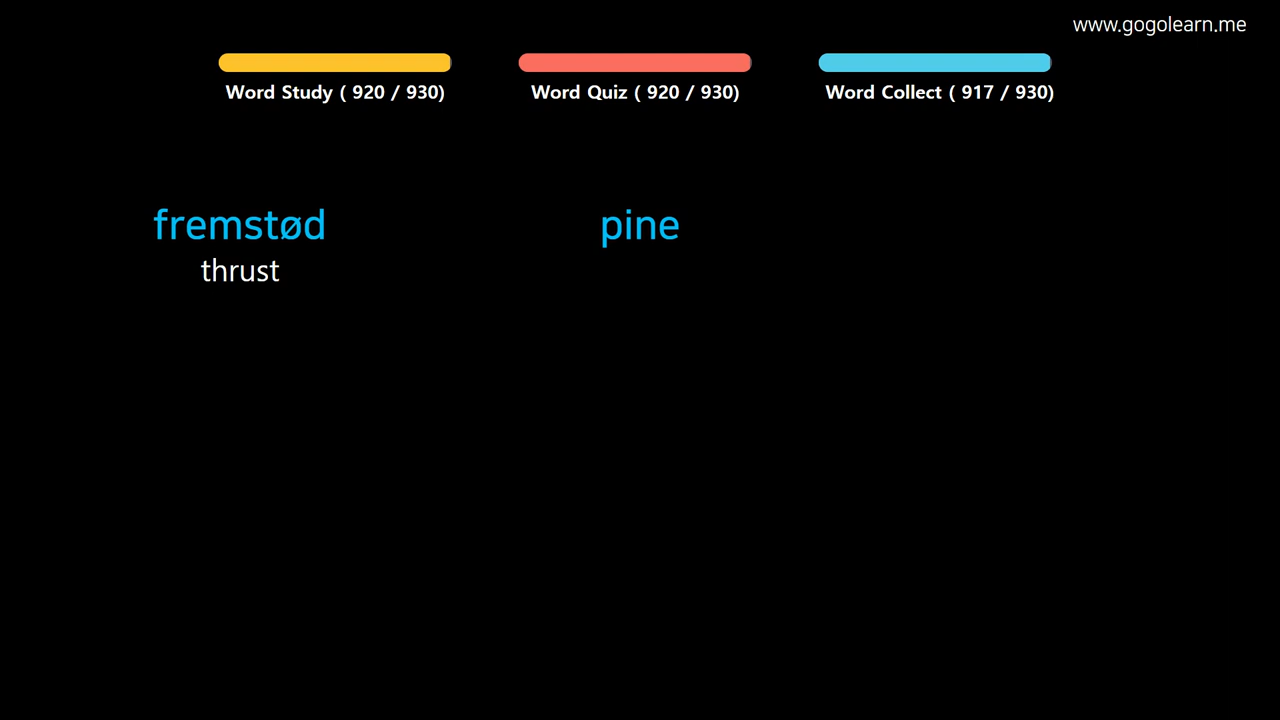 www.gogolearn.me
Word Study ( 920 / 930)
Word Quiz ( 920 / 930)
Word Collect ( 917 / 930)
fremstød
thrust
pine